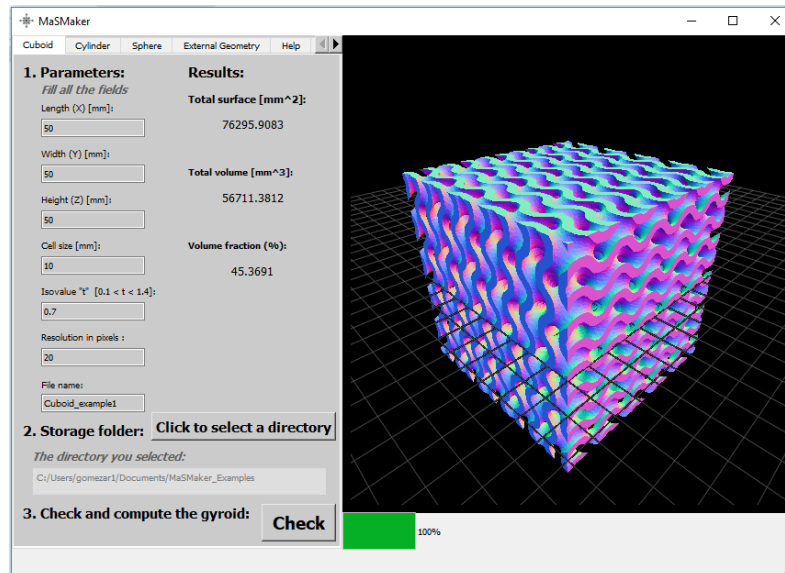 MaSMaker
Cuboid Cylinder Sphere External Geometry Help
1. Parameters:
Fill all the fields
Length (X) [mm]:
50
Width (Y) [mm]:
50
Height (Z) [mm]:
50
Cell size [mm]:
10
Isovalue "t" [0.1 < t < 1.4]:
0.7
Resolution in pixels :
20
File name:
Cuboid_example1
Results:
Total surface [mm^2]:
76295.9083
Total volume [mm^3]:
56711.3812
Volume fraction (%):
45.3691
2. Storage folder: Click to select a directory
The directory you selected:
C:/Users/gomezar1/Documents/MaSMaker_Examples
3. Check and compute the gyroid: Check
100%